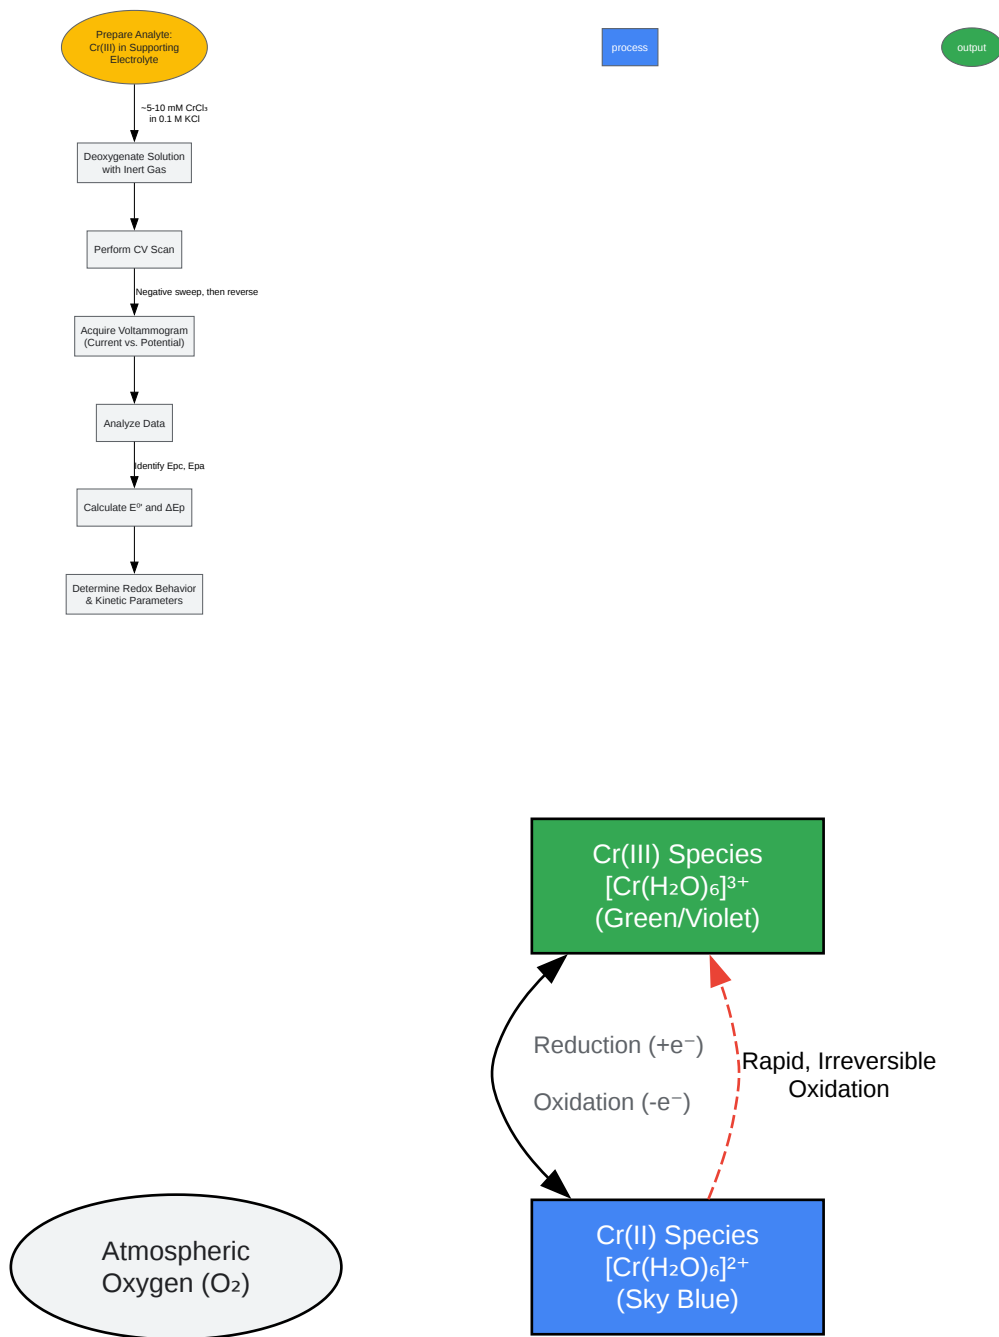 Prepare Analyte:
Cr(III) in Supporting
Electrolyte
process
output
~5-10 mM CrCl₃
in 0.1 M KCl
Deoxygenate Solution
with Inert Gas
Perform CV Scan
Negative sweep, then reverse
Acquire Voltammogram
(Current vs. Potential)
Analyze Data
Identify Epc, Epa
Calculate E⁰' and ΔEp
Determine Redox Behavior
& Kinetic Parameters
Cr(III) Species
[Cr(H₂O)₆]³⁺
(Green/Violet)
Reduction (+e⁻)
Oxidation (-e⁻)
Rapid, Irreversible
Oxidation
Atmospheric
Oxygen (O₂)
Cr(II) Species
[Cr(H₂O)₆]²⁺
(Sky Blue)